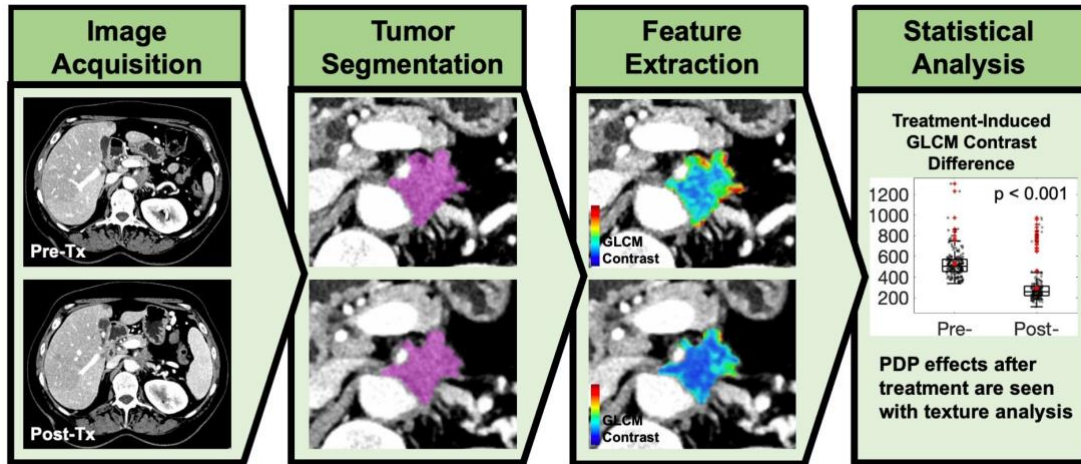 Image
Acquisition
Tumor
Segmentation
Feature
Extraction
Statistical
Analysis
Pre-Tx
Post-Tx
GLCM
Contrast
GLCM
Contrast
Treatment-Induced
GLCM Contrast
Difference
p < 0.001
1200
1000
800
600
400
200
Pre-
Post-
PDP effects after
treatment are seen
with texture analysis